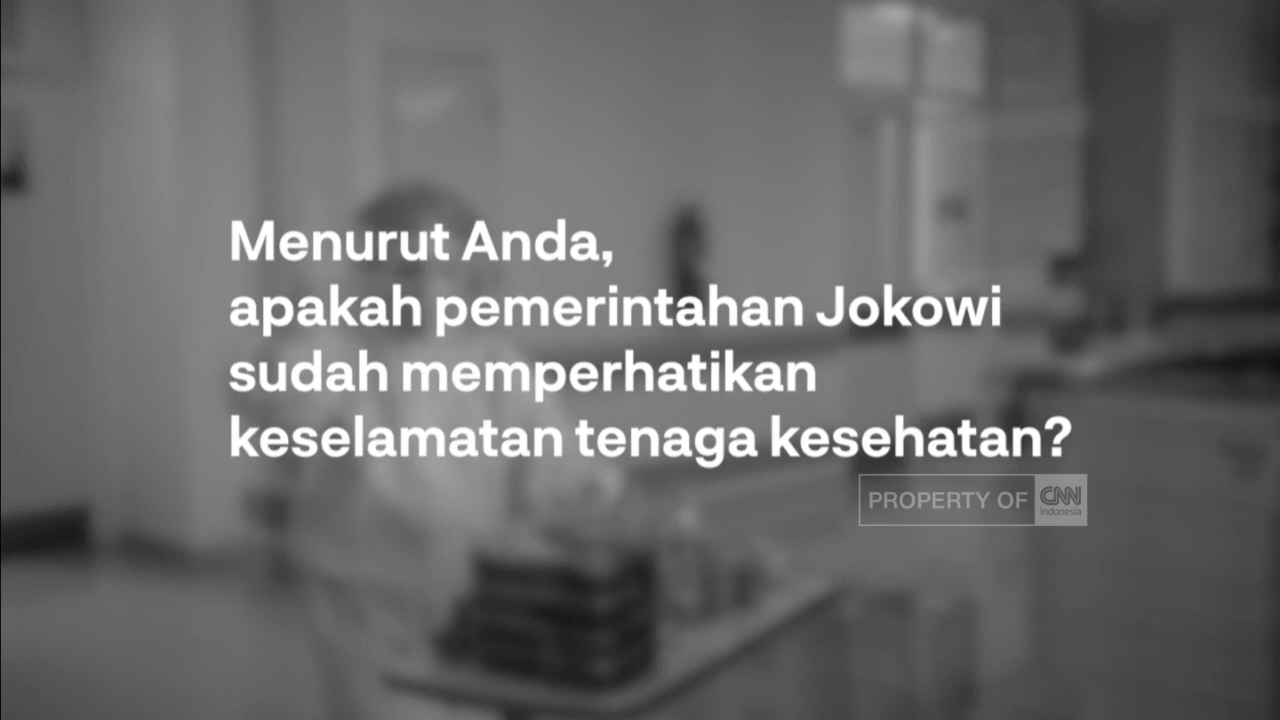 Menurut Anda,
apakah pemerintahan Jokowi
sudah memperhatikan
keselamatan tenaga kesehatan?
PROPERTY OF CNN
Indonesia